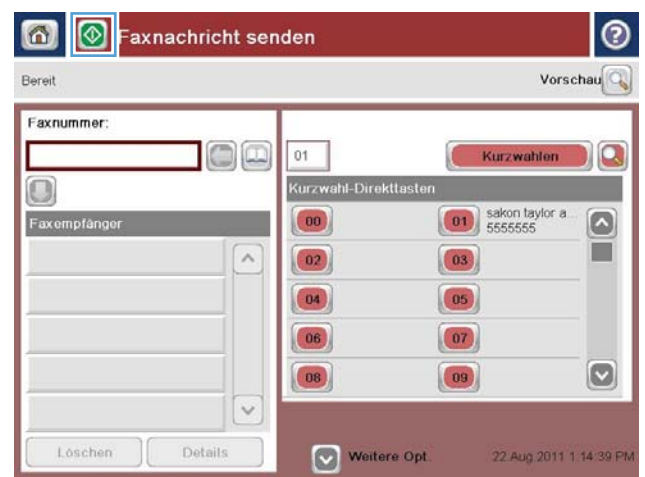 Faxnachricht senden
Bereit
Vorschau
Faxnummer:
01
Kurzwahlen
Kurzwahl-Direkttasten
Faxempfänger
00
01 sakon taylor a...
5555555
02
03
04
05
06
07
08
09
Löschen
Details
Weitere Opt.
22 Aug 2011 1:14:39 PM